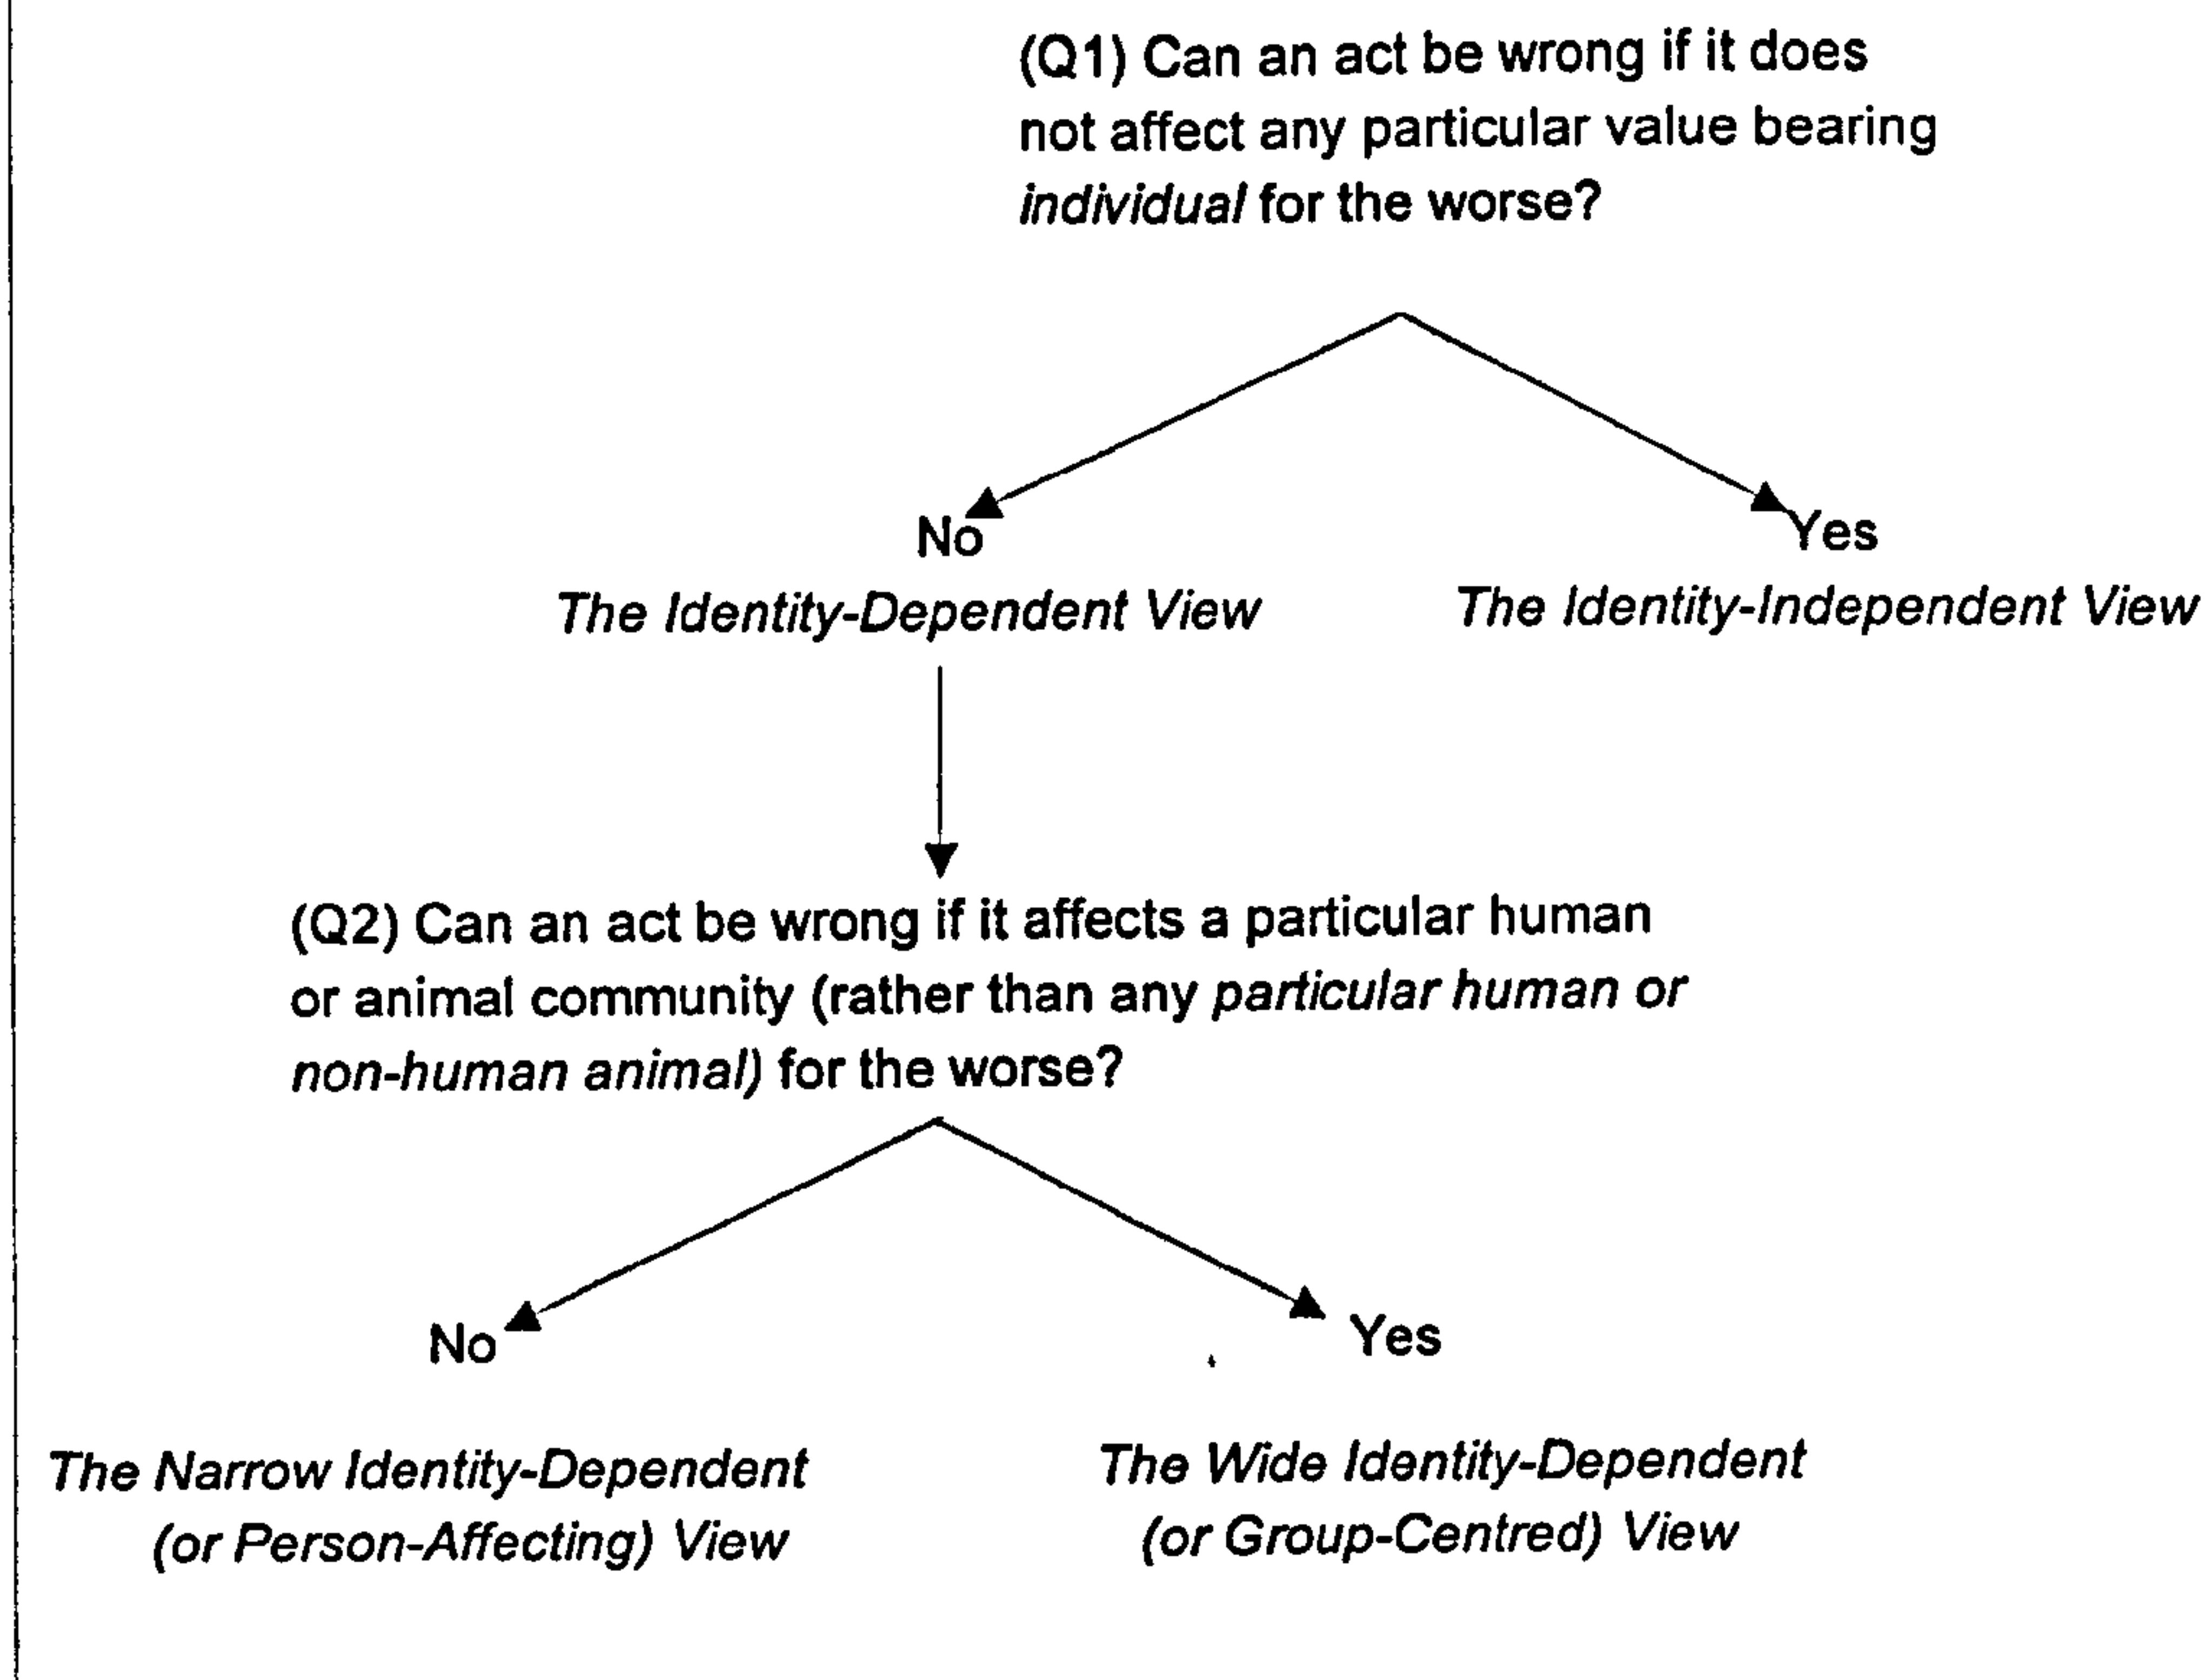 (Q1) Can an act be wrong if it does
not affect any particular value bearing
individual for the worse?
No
Yes
The Identity-Dependent View
The Identity-Independent View
(Q2) Can an act be wrong if it affects a particular human
or animal community (rather than any particular human or
non-human animal) for the worse?
No
Yes
The Narrow Identity-Dependent
(or Person-Affecting) View
The Wide Identity-Dependent
(or Group-Centred) View